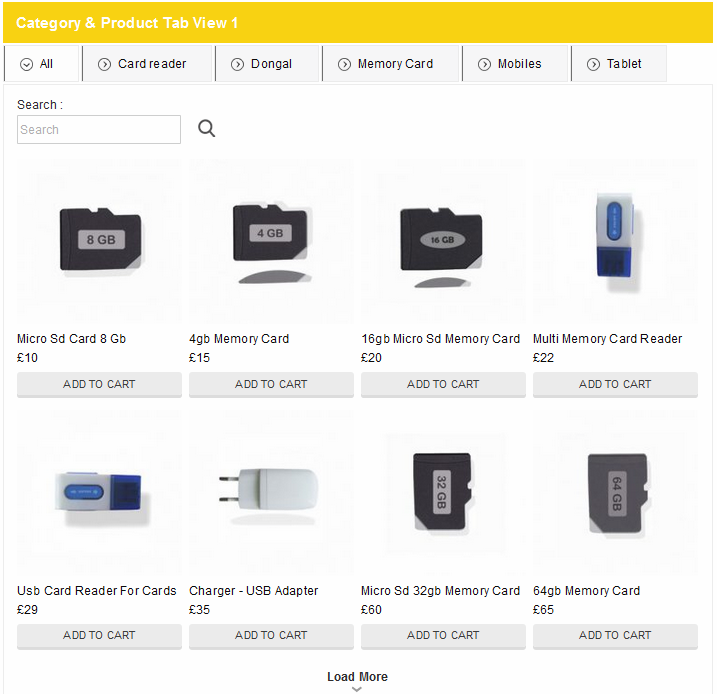 Category & Product Tab View 1
All Card reader Dongal Memory Card Mobiles Tablet
Search :
Search
8 GB 4 GB 16 GB
Micro Sd Card 8 Gb 4gb Memory Card 16gb Micro Sd Memory Card Multi Memory Card Reader
£10 £15 £20 £22
ADD TO CART ADD TO CART ADD TO CART ADD TO CART
32 GB 64 GB
Usb Card Reader For Cards Charger - USB Adapter Micro Sd 32gb Memory Card 64gb Memory Card
£29 £35 £60 £65
ADD TO CART ADD TO CART ADD TO CART ADD TO CART
Load More